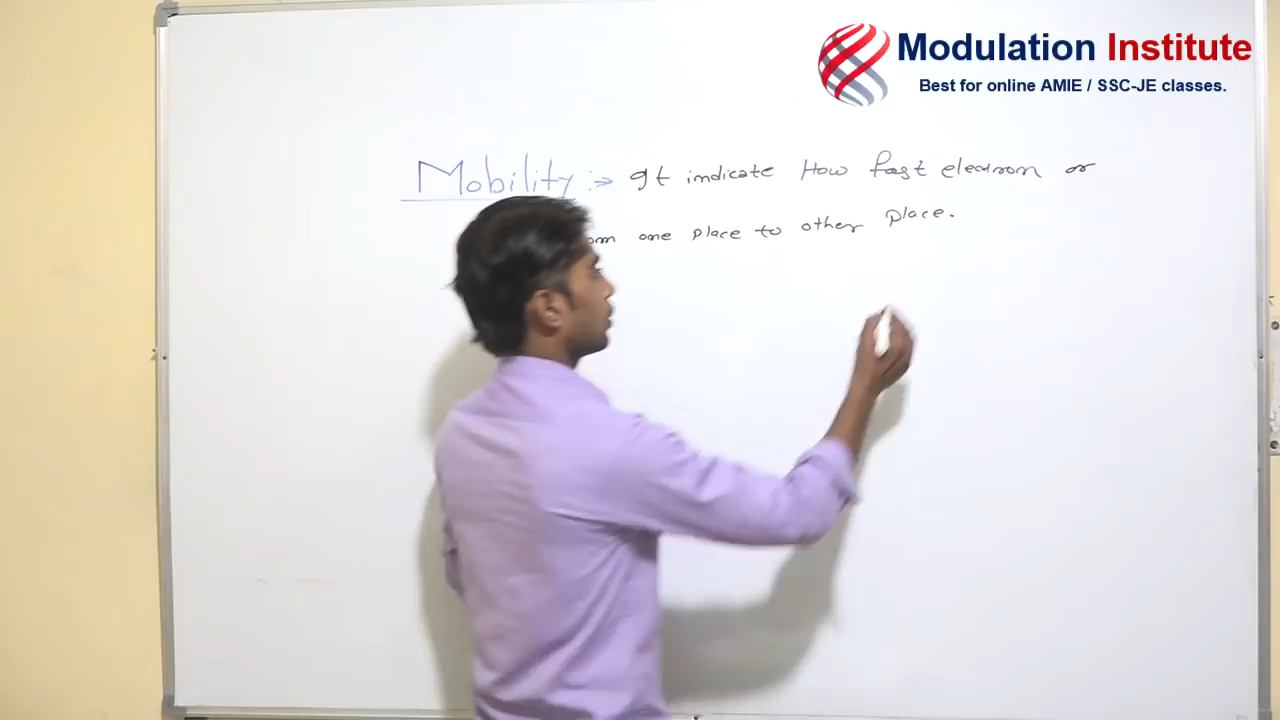 Modulation Institute
Best for online AMIE / SSC-JE classes.
Mobility :→ It indicate How fast electron or
om one place to other place.